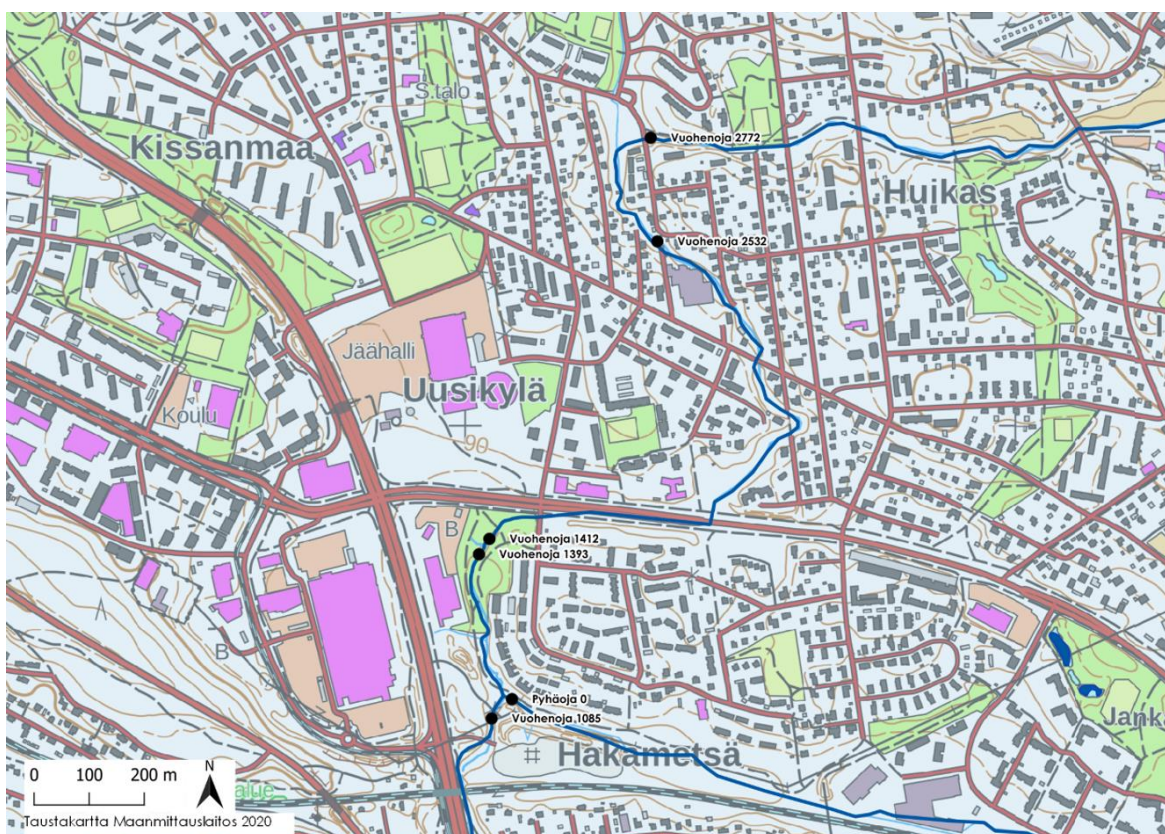 S.talo
Vuohenoja 2772
Kissanmaa
Huikas
Vuohenoja 2532
Jäähalli
Uusikylä
Koulu
90
B
Vuohenoja 1412
Vuohenoja 1393
B
Pyhäoja 0
Vuohenoja 1085
Jank
Hakametsä
0 100 200 m
N
alue
Taustakartta Maanmittauslaitos 2020